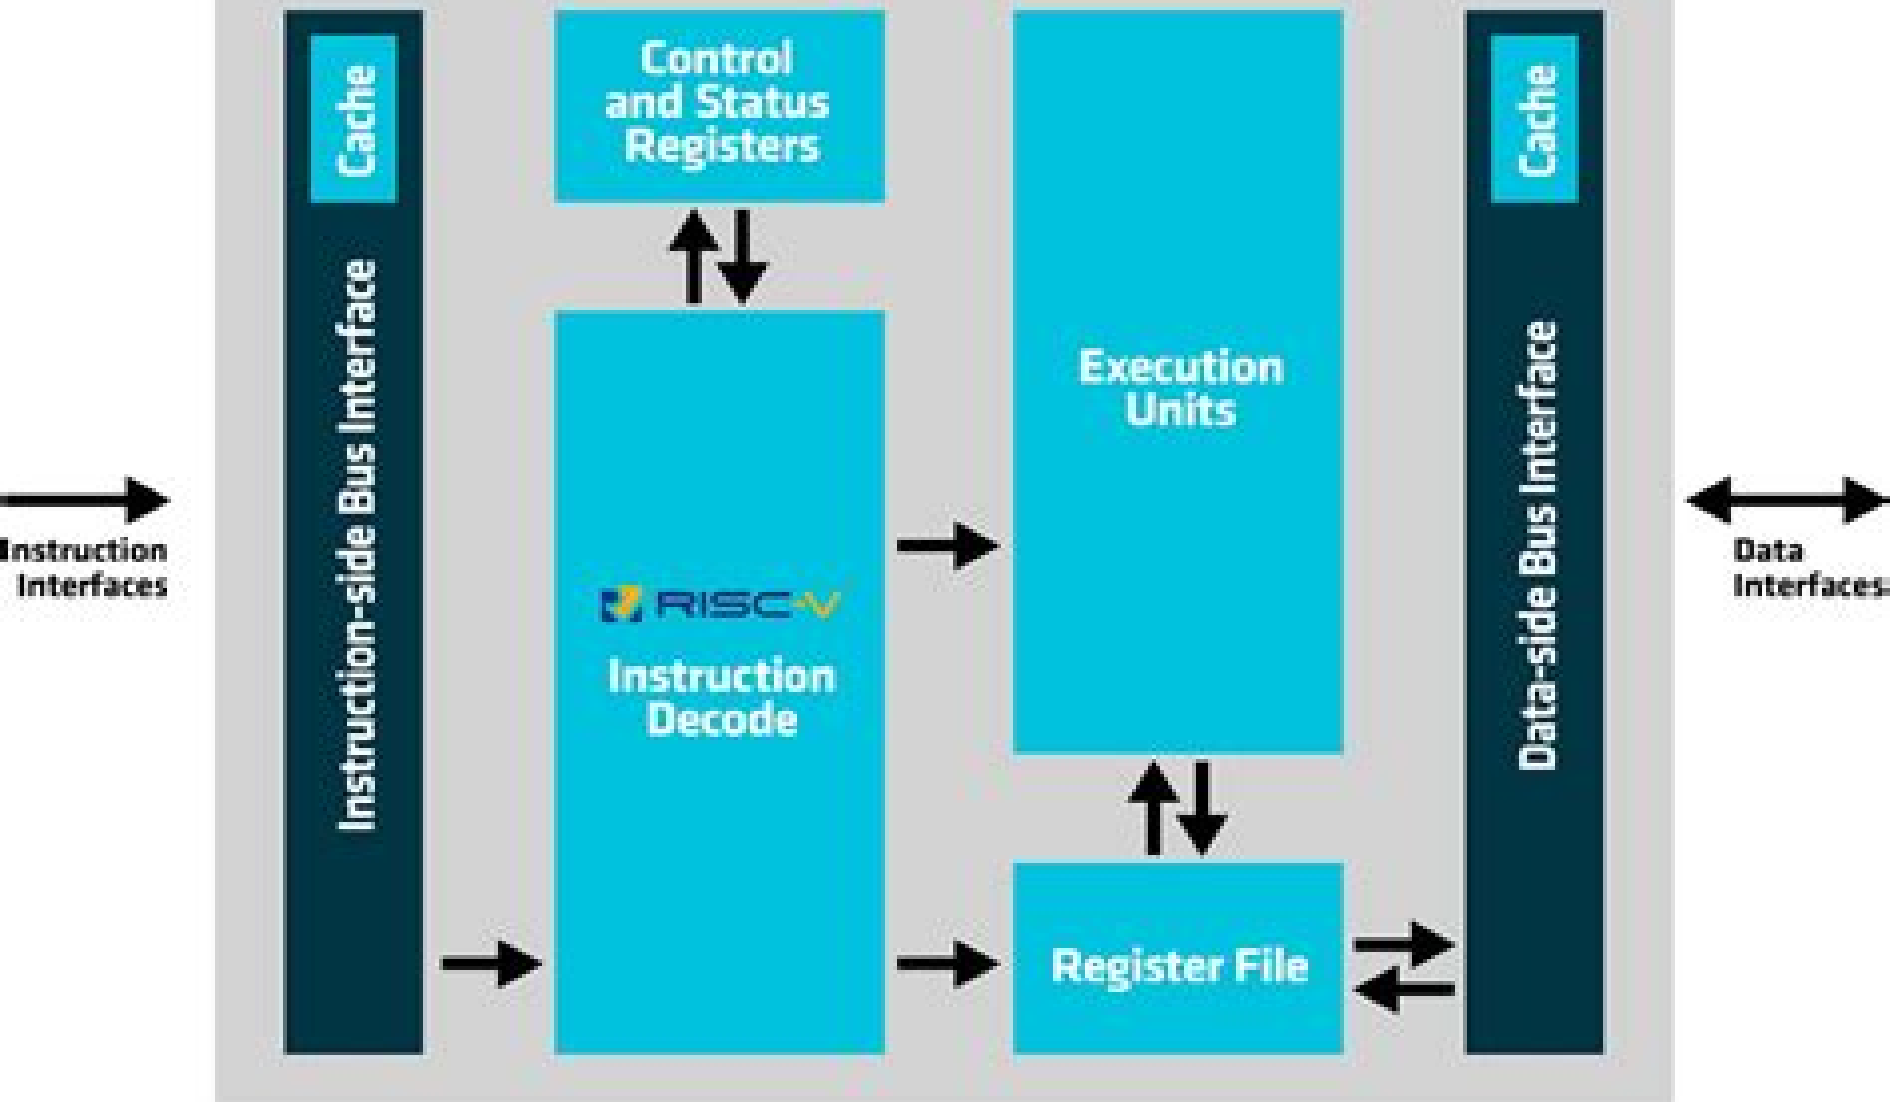 Instruction
Interfaces
Cache
Instruction-side Bus Interface
Control
and Status
Registers
RISC-V
Instruction
Decode
Execution
Units
Register File
Cache
Data-side Bus Interface
Data
Interfaces